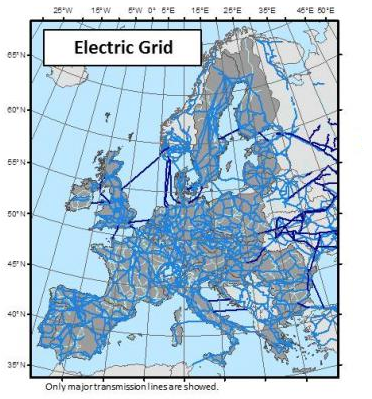 25°W 15°W 5°W 0° 5°E 15°E 25°E 35°E 45°E 50°E
Electric Grid
65°N
60°N
55°N
50°N
45°N
40°N
35°N
Only major transmission lines are shown.